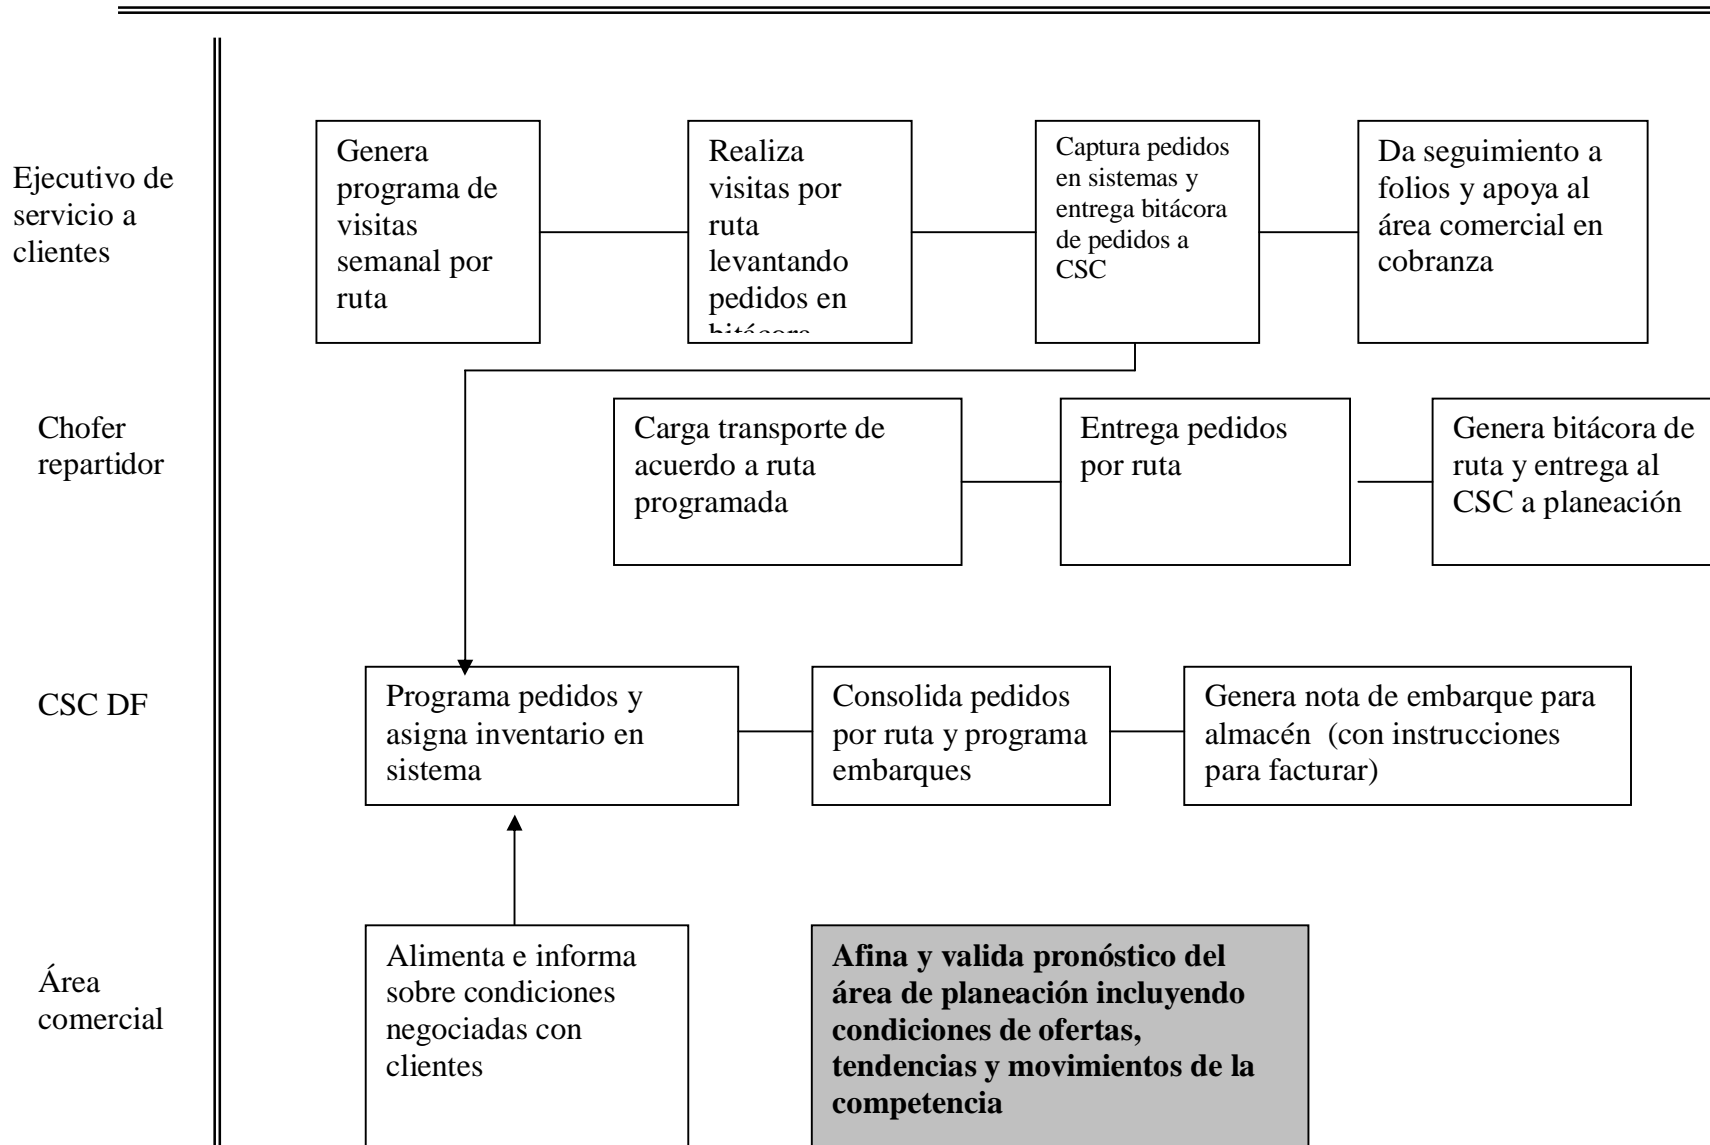 Ejecutivo de
servicio a
clientes
Genera
programa de
visitas
semanal por
ruta
Realiza
visitas por
ruta
levantando
pedidos en
bitácora
Captura pedidos
en sistemas y
entrega bitácora
de pedidos a
CSC
Da seguimiento a
folios y apoya al
área comercial en
cobranza
Chofer
repartidor
Carga transporte de
acuerdo a ruta
programada
Entrega pedidos
por ruta
Genera bitácora de
ruta y entrega al
CSC a planeación
CSC DF
Programa pedidos y
asigna inventario en
sistema
Consolida pedidos
por ruta y programa
embarques
Genera nota de embarque para
almacén  (con instrucciones
para facturar)
Área
comercial
Alimenta e informa
sobre condiciones
negociadas con
clientes
Afina y valida pronóstico del
área de planeación incluyendo
condiciones de ofertas,
tendencias y movimientos de la
competencia